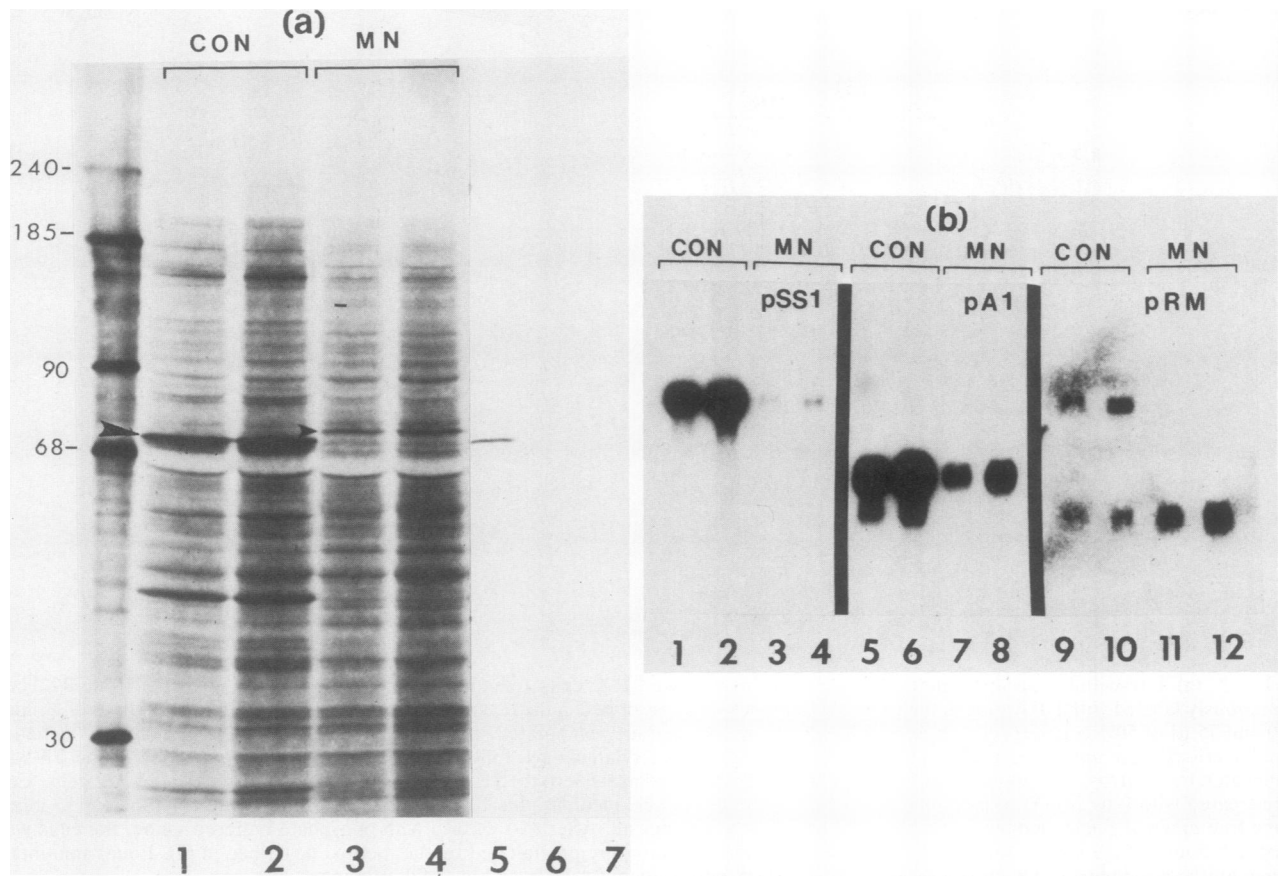 (a)
CON MN
240-
185-
90
68-
30
1 2 3 4 5 6 7
(b)
CON MN CON MN CON MN
pSS1 pA1 pRM
1 2 3 4 5 6 7 8 9 10 11 12